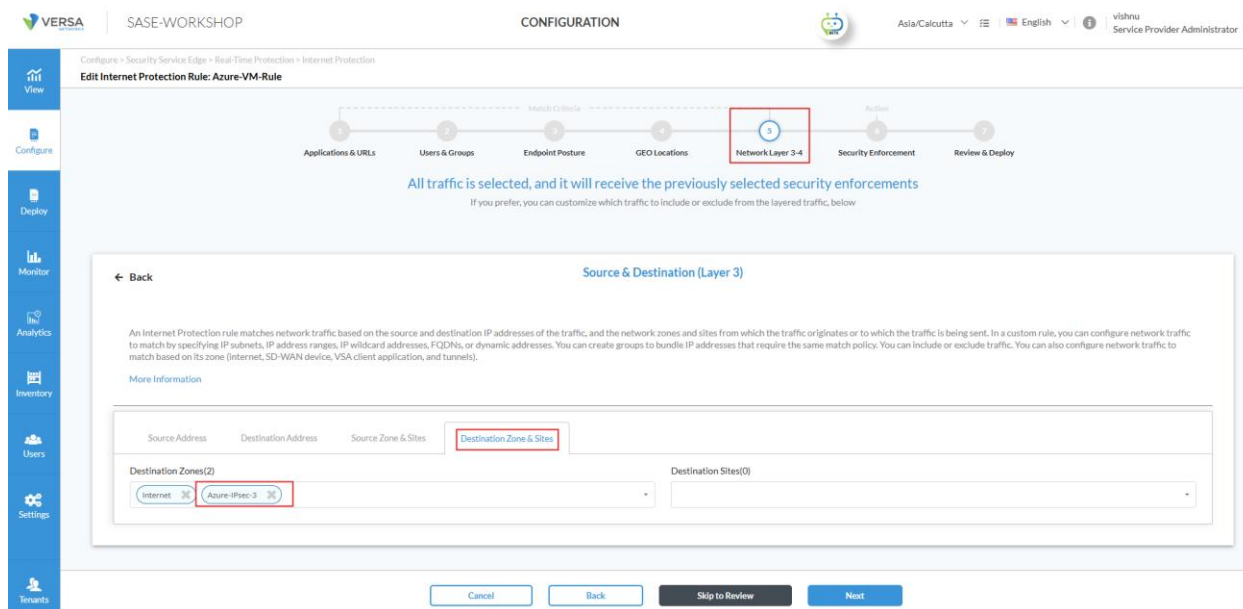 VERSA
NETWORKS
SASE-WORKSHOP
CONFIGURATION
BETA
Asia/Calcutta
English
vishnu
Service Provider Administrator
View
Configure
Deploy
Monitor
Analytics
Inventory
Users
Settings
Tenants
Configure > Security Service Edge > Real-Time Protection > Internet Protection
Edit Internet Protection Rule: Azure-VM-Rule
Match Criteria
Action
1
2
3
4
5
6
7
Applications & URLs
Users & Groups
Endpoint Posture
GEO Locations
Network Layer 3-4
Security Enforcement
Review & Deploy
All traffic is selected, and it will receive the previously selected security enforcements
If you prefer, you can customize which traffic to include or exclude from the layered traffic, below
← Back
Source & Destination (Layer 3)
An Internet Protection rule matches network traffic based on the source and destination IP addresses of the traffic, and the network zones and sites from which the traffic originates or to which the traffic is being sent. In a custom rule, you can configure network traffic
to match by specifying IP subnets, IP address ranges, IP wildcard addresses, FQDNs, or dynamic addresses. You can create groups to bundle IP addresses that require the same match policy. You can include or exclude traffic. You can also configure network traffic to
match based on its zone (internet, SD-WAN device, VSA client application, and tunnels).
More Information
Source Address
Destination Address
Source Zone & Sites
Destination Zone & Sites
Destination Zones(2)
Destination Sites(0)
Internet
Azure-IPsec-3
Cancel
Back
Skip to Review
Next